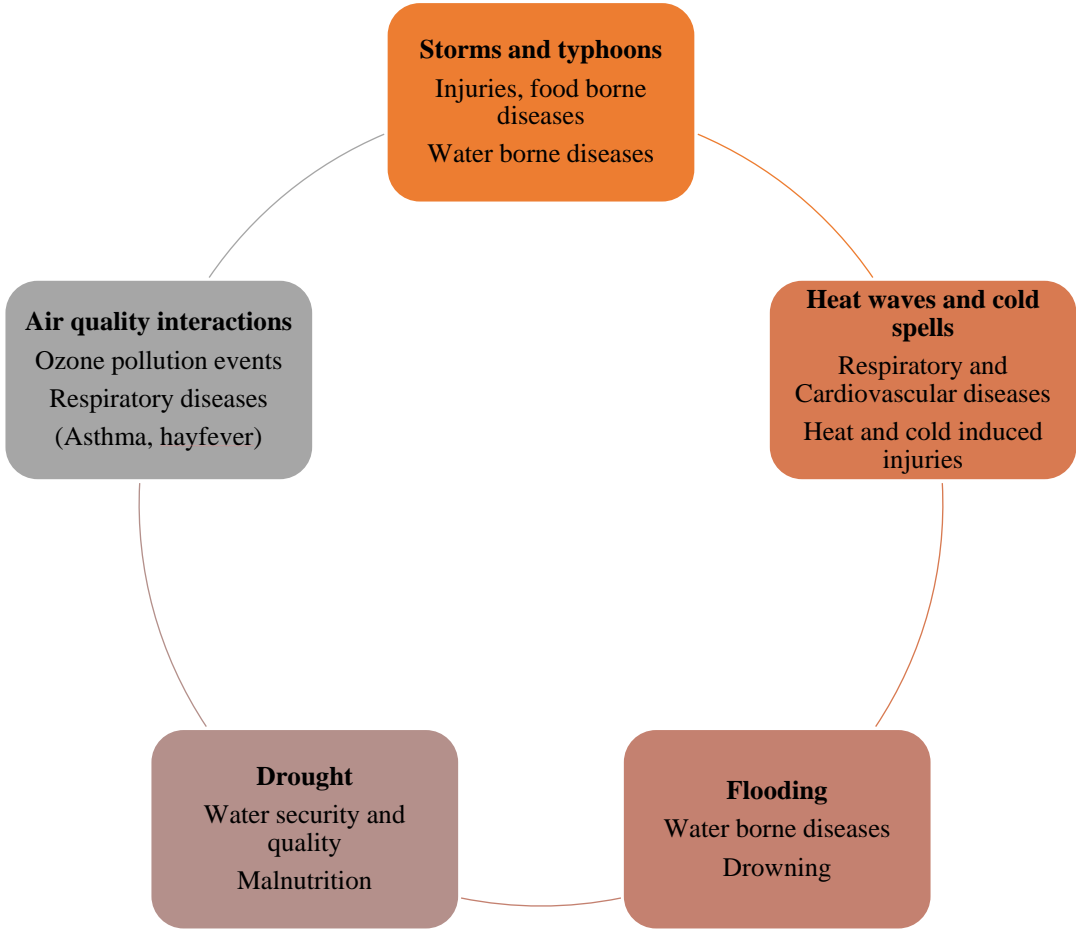 Storms and typhoons
Injuries, food borne
diseases
Water borne diseases
Heat waves and cold
spells
Respiratory and
Cardiovascular diseases
Heat and cold induced
injuries
Flooding
Water borne diseases
Drowning
Drought
Water security and
quality
Malnutrition
Air quality interactions
Ozone pollution events
Respiratory diseases
(Asthma, hayfever)